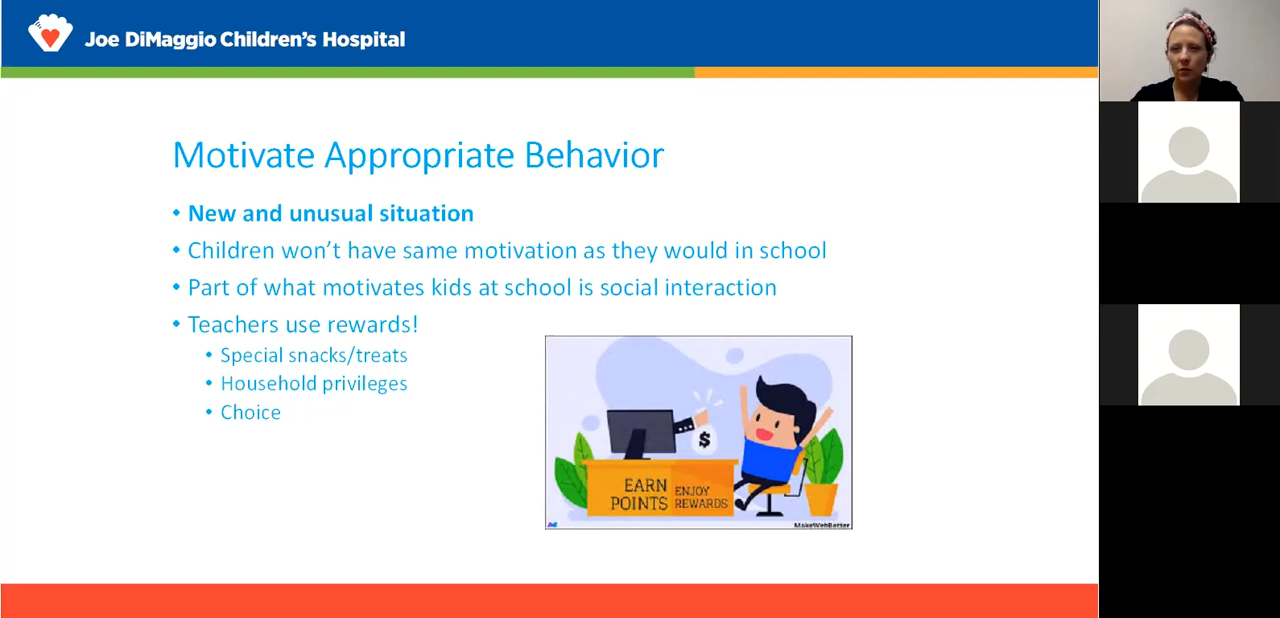 Joe DiMaggio Children's Hospital
Motivate Appropriate Behavior
• New and unusual situation
• Children won't have same motivation as they would in school
• Part of what motivates kids at school is social interaction
• Teachers use rewards!
• Special snacks/treats
• Household privileges
• Choice
$
EARN POINTS
ENJOY REWARDS
MakeWebBetter